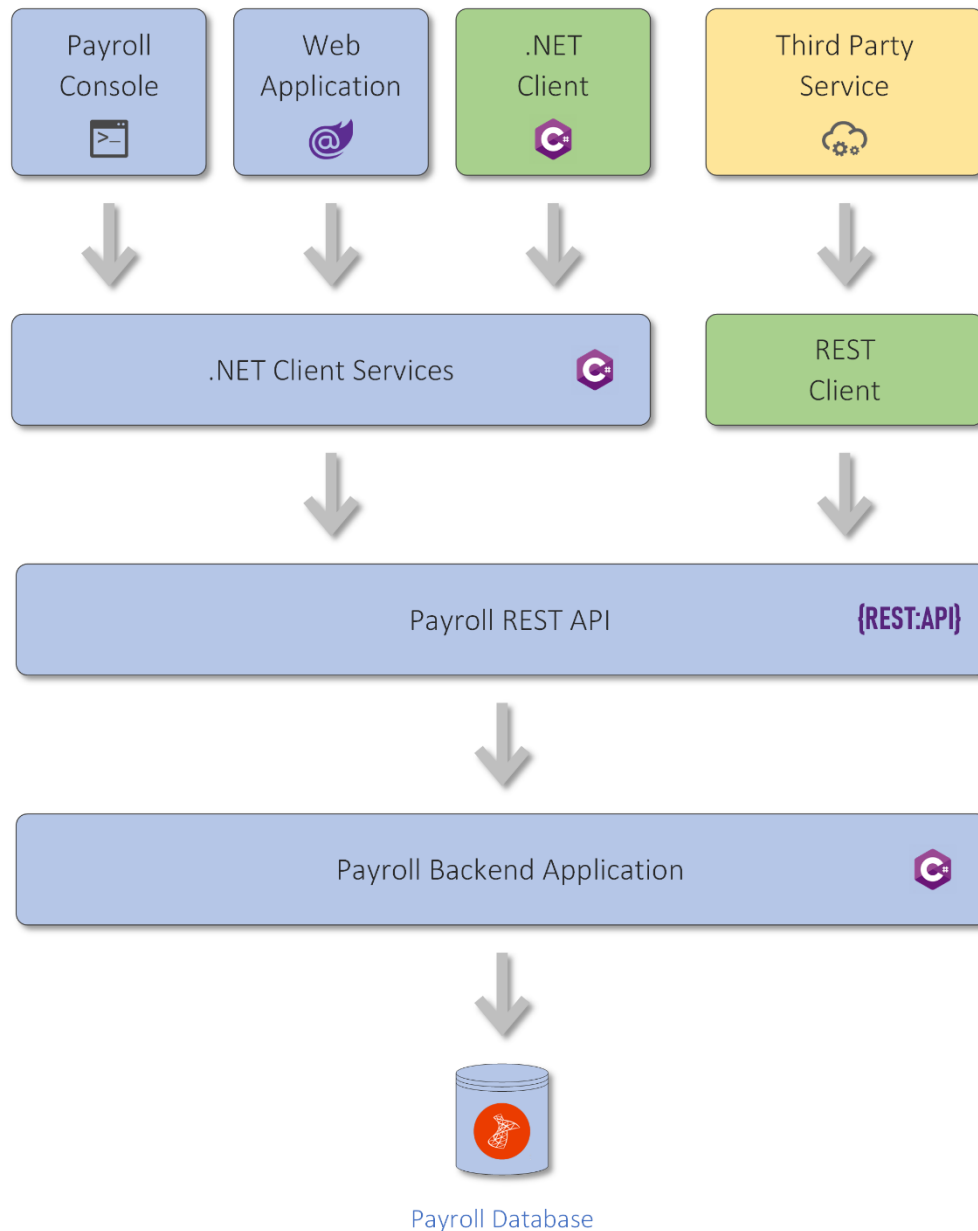 Payroll
Console
>_
Web
Application
@
.NET
Client
C#
Third Party
Service
.NET Client Services
C#
REST
Client
Payroll REST API
{REST:API}
Payroll Backend Application
C#
Payroll Database